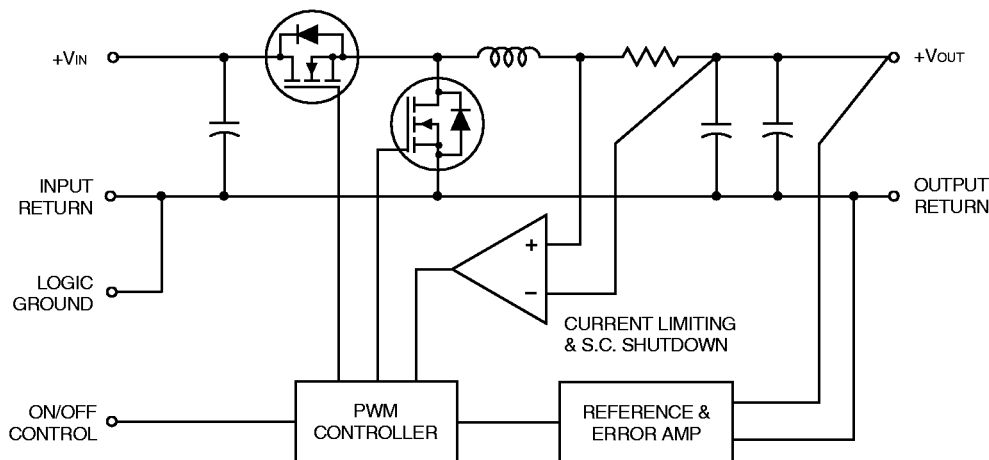 +VIN
+VOUT
INPUT
RETURN
OUTPUT
RETURN
+
−
LOGIC
GROUND
CURRENT LIMITING
& S.C. SHUTDOWN
ON/OFF
CONTROL
PWM
CONTROLLER
REFERENCE &
ERROR AMP